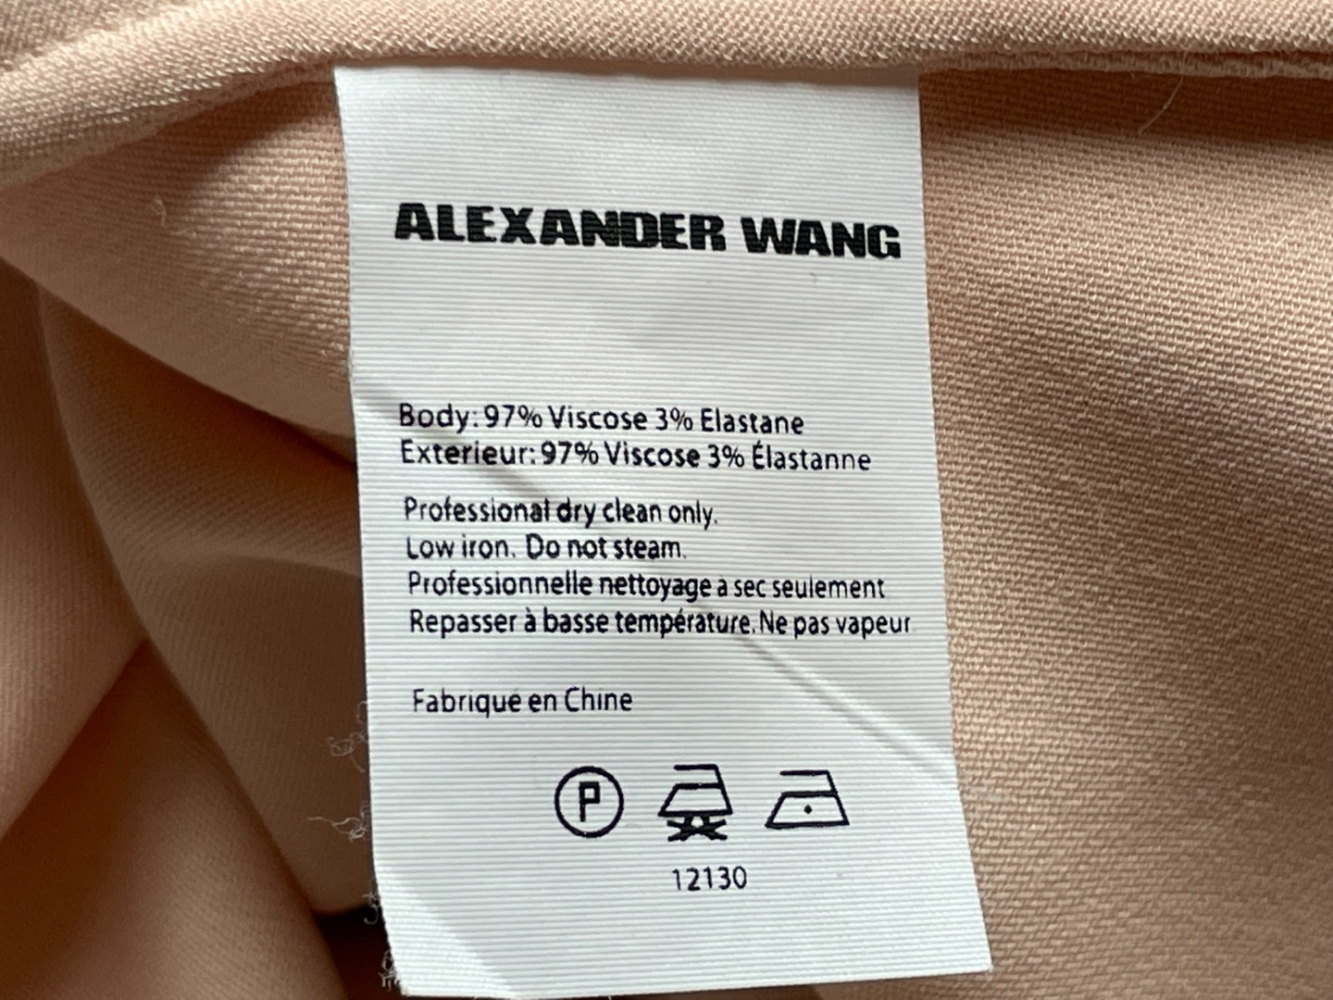 ALEXANDER WANG
Body: 97% Viscose 3% Elastane
Exterieur: 97% Viscose 3% Élastanne
Professional dry clean only.
Low iron. Do not steam.
Professionnelle nettoyage a sec seulement
Repasser à basse température. Ne pas vapeur
Fabrique en Chine
P
12130